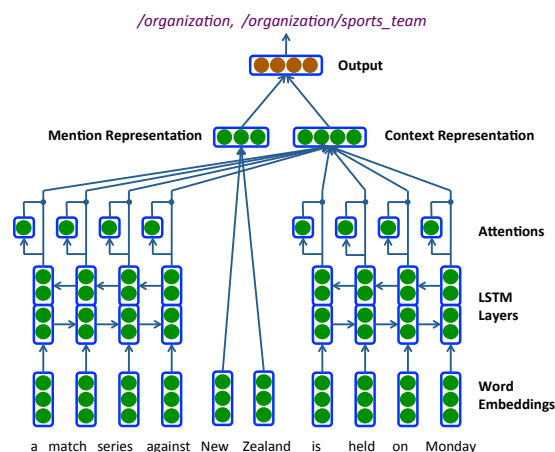 /organization, /organization/sports_team
Output
Mention Representation
Context Representation
Attentions
LSTM
Layers
Word
Embeddings
a match series against New Zealand is held on Monday